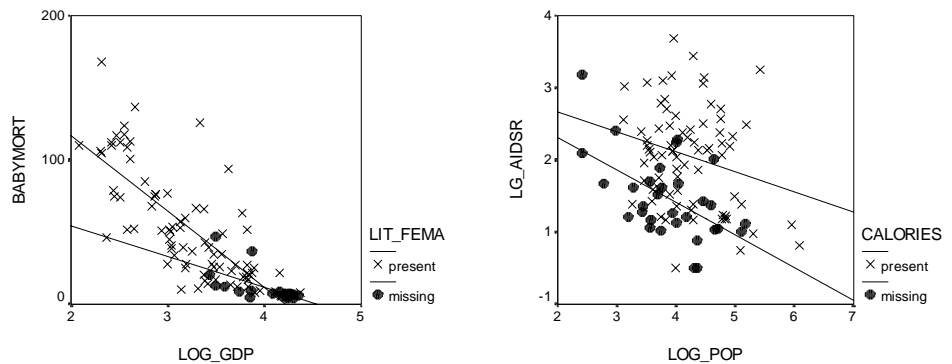 200
100
0
BABYMORT
2
3
4
5
LOG_GDP
LIT_FEMA
present
missing
4
3
2
1
-1
LG_AIDSR
2
3
4
5
6
7
LOG_POP
CALORIES
present
missing